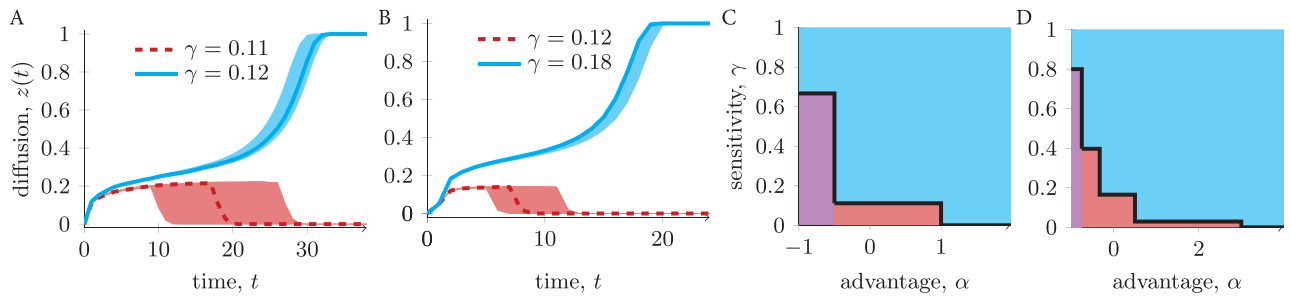 A
diffusion, z(t)
1
0.8
0.6
0.4
0.2
0
γ = 0.11
γ = 0.12
0 10 20 30
time, t
B
1
0.8
0.6
0.4
0.2
0
γ = 0.12
γ = 0.18
0 10 20
time, t
C
sensitivity, γ
1
0.8
0.6
0.4
0.2
0
−1 0 1
advantage, α
D
1
0.8
0.6
0.4
0.2
0
0 2
advantage, α